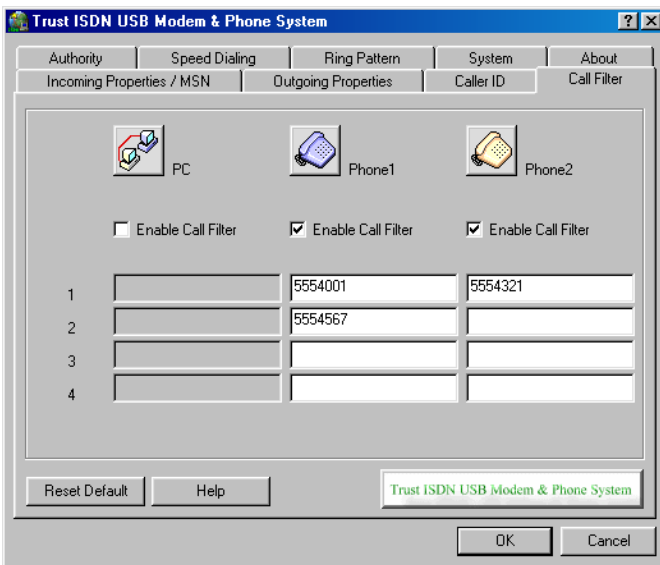 Trust ISDN USB Modem & Phone System
Authority Speed Dialing Ring Pattern System About
Incoming Properties / MSN Outgoing Properties Caller ID Call Filter
PC Phone1 Phone2
Enable Call Filter Enable Call Filter Enable Call Filter
1 5554001 5554321
2 5554567
3
4
Reset Default Help Trust ISDN USB Modem & Phone System
OK Cancel